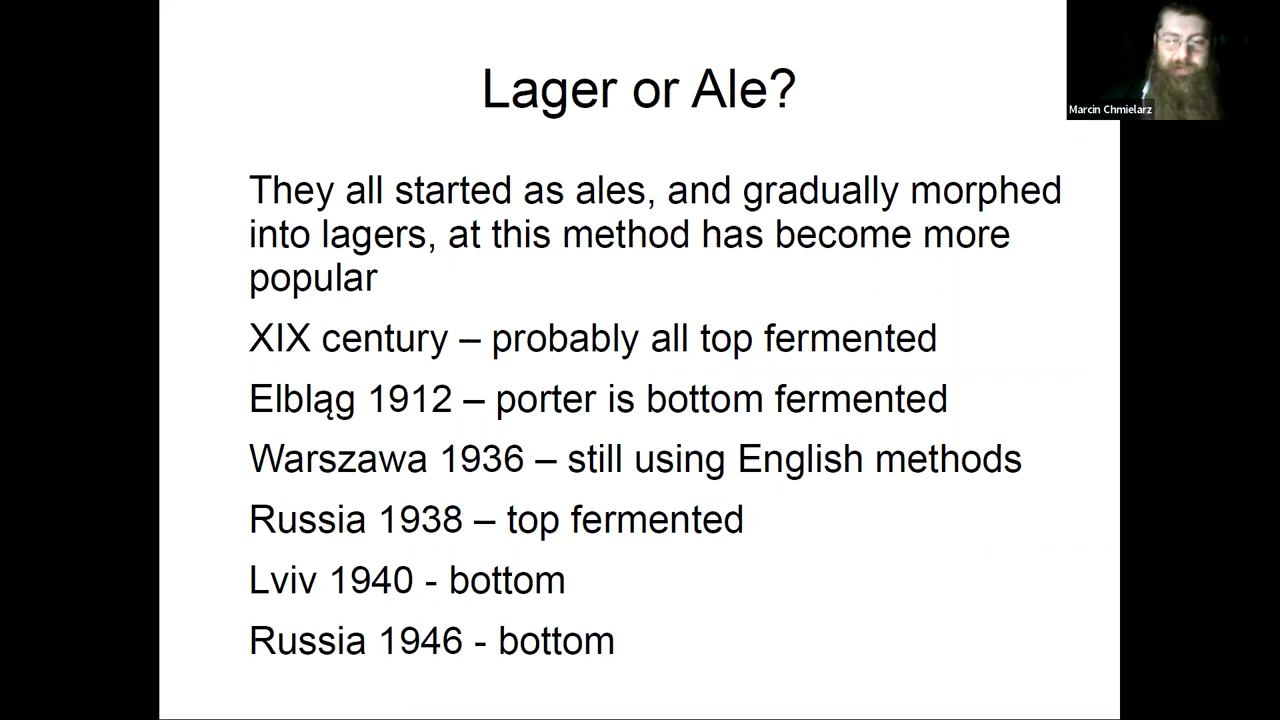 Lager or Ale?
Marcin Chmielarz
They all started as ales, and gradually morphed
into lagers, at this method has become more
popular
XIX century – probably all top fermented
Elbląg 1912 – porter is bottom fermented
Warszawa 1936 – still using English methods
Russia 1938 – top fermented
Lviv 1940 - bottom
Russia 1946 - bottom